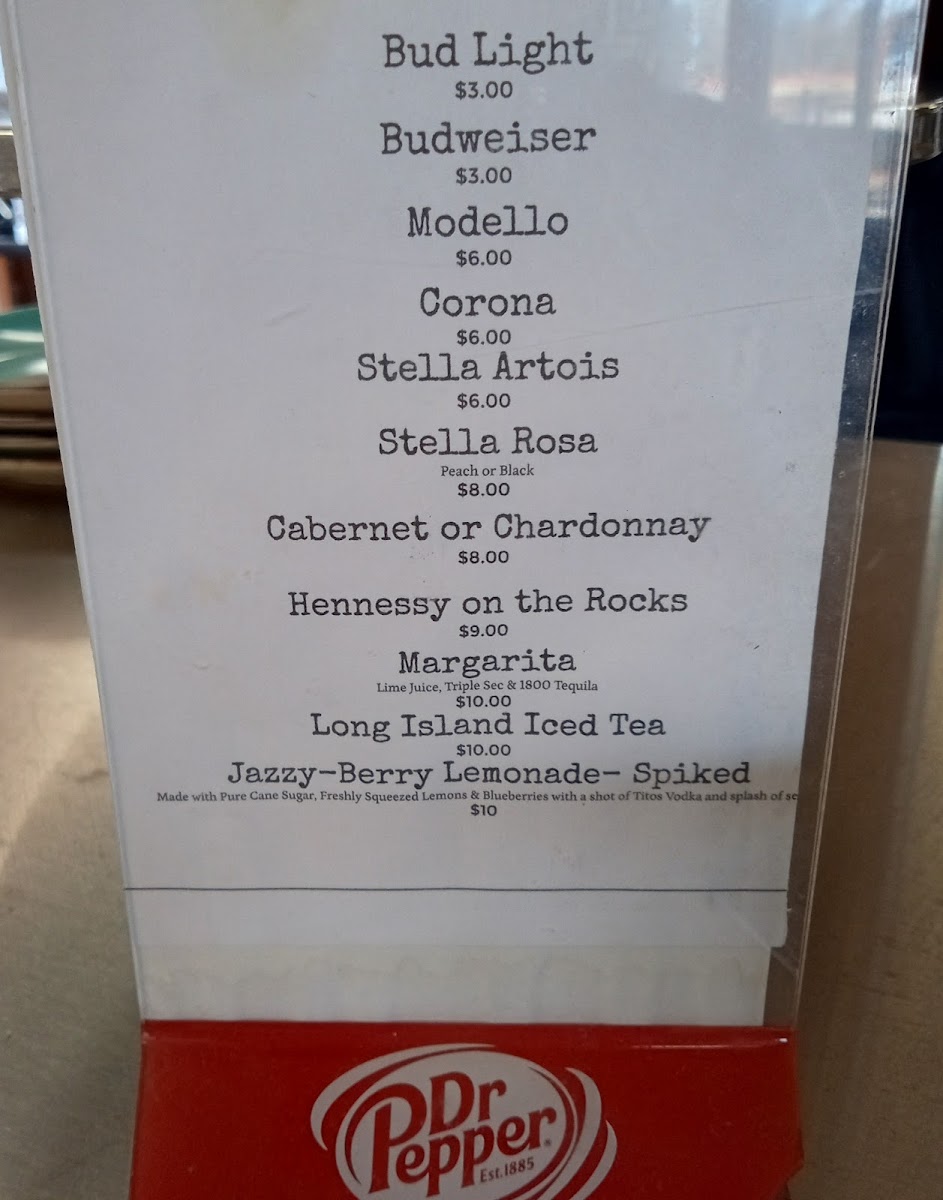 Bud Light
$3.00
Budweiser
$3.00
Modello
$6.00
Corona
$6.00
Stella Artois
$6.00
Stella Rosa
Peach or Black
$8.00
Cabernet or Chardonnay
$8.00
Hennessy on the Rocks
$9.00
Margarita
Lime Juice, Triple Sec & 1800 Tequila
$10.00
Long Island Iced Tea
$10.00
Jazzy-Berry Lemonade- Spiked
Made with Pure Cane Sugar, Freshly Squeezed Lemons & Blueberries with a shot of Titos Vodka and splash of
$10
Dr
Pepper
Est.1885